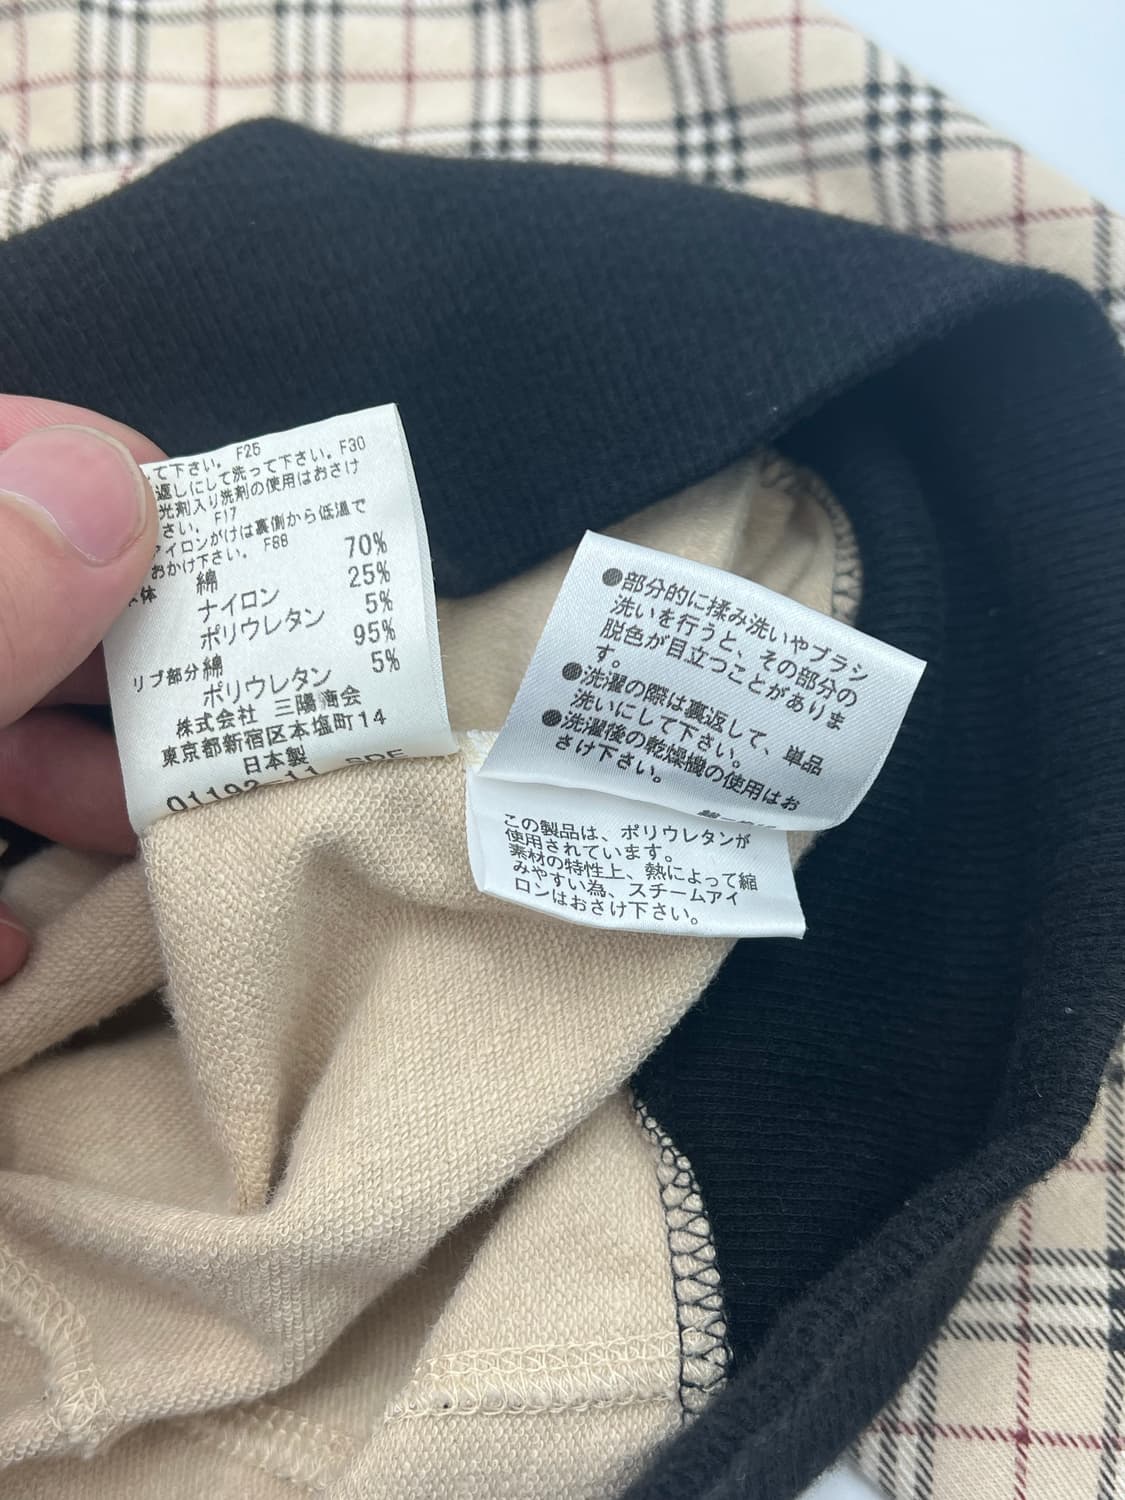 て下さい。F25
返しにして洗って下さい。F30
光剤入り洗剤の使用はおさけ
さい。F17
アイロンがけは裏側から低温で
おかけ下さい。F88
体 綿 70%
ナイロン 25%
ポリウレタン 5%
リブ部分 綿 95%
ポリウレタン 5%
株式会社 三陽商会
東京都新宿区本塩町14
日本製
01192-11 SDF
●部分的に揉み洗いやブラシ
洗いを行うと、その部分の
脱色が目立つことがありま
す。
●洗濯の際は裏返して、単品
洗いにして下さい。
●洗濯後の乾燥機の使用はお
さけ下さい。
この製品は、ポリウレタンが
使用されています。
素材の特性上、熱によって縮
みやすい為、スチームアイ
ロンはおさけ下さい。